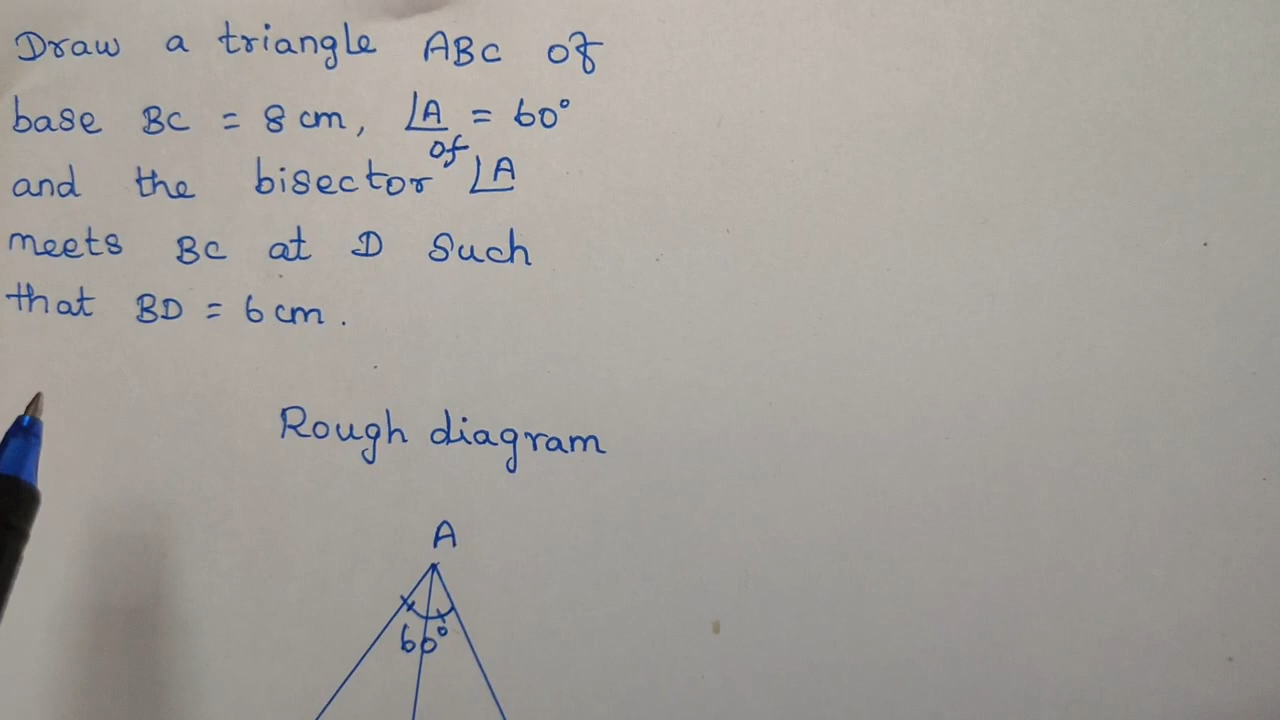 Draw a triangle ABC of
base BC = 8 cm, ∠A = 60°
and the bisector of ∠A
meets BC at D such
that BD = 6 cm.
Rough diagram
A
60°